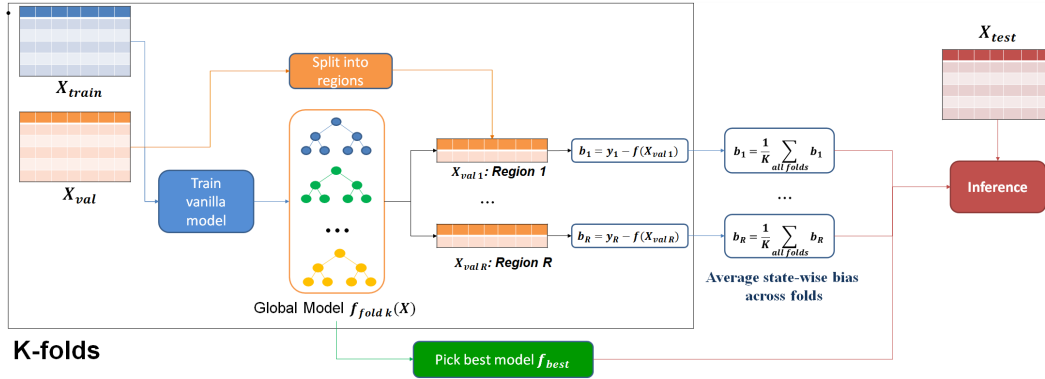 X_train
X_val
Split into
regions
Train
vanilla
model
...
Global Model f_fold k(X)
X_val 1: Region 1
...
X_val R: Region R
b_1 = y_1 − f(X_val 1)
b_R = y_R − f(X_val R)
b_1 = 1/K ∑_all folds b_1
...
b_R = 1/K ∑_all folds b_R
Average state-wise bias
across folds
X_test
Inference
K-folds
Pick best model f_best